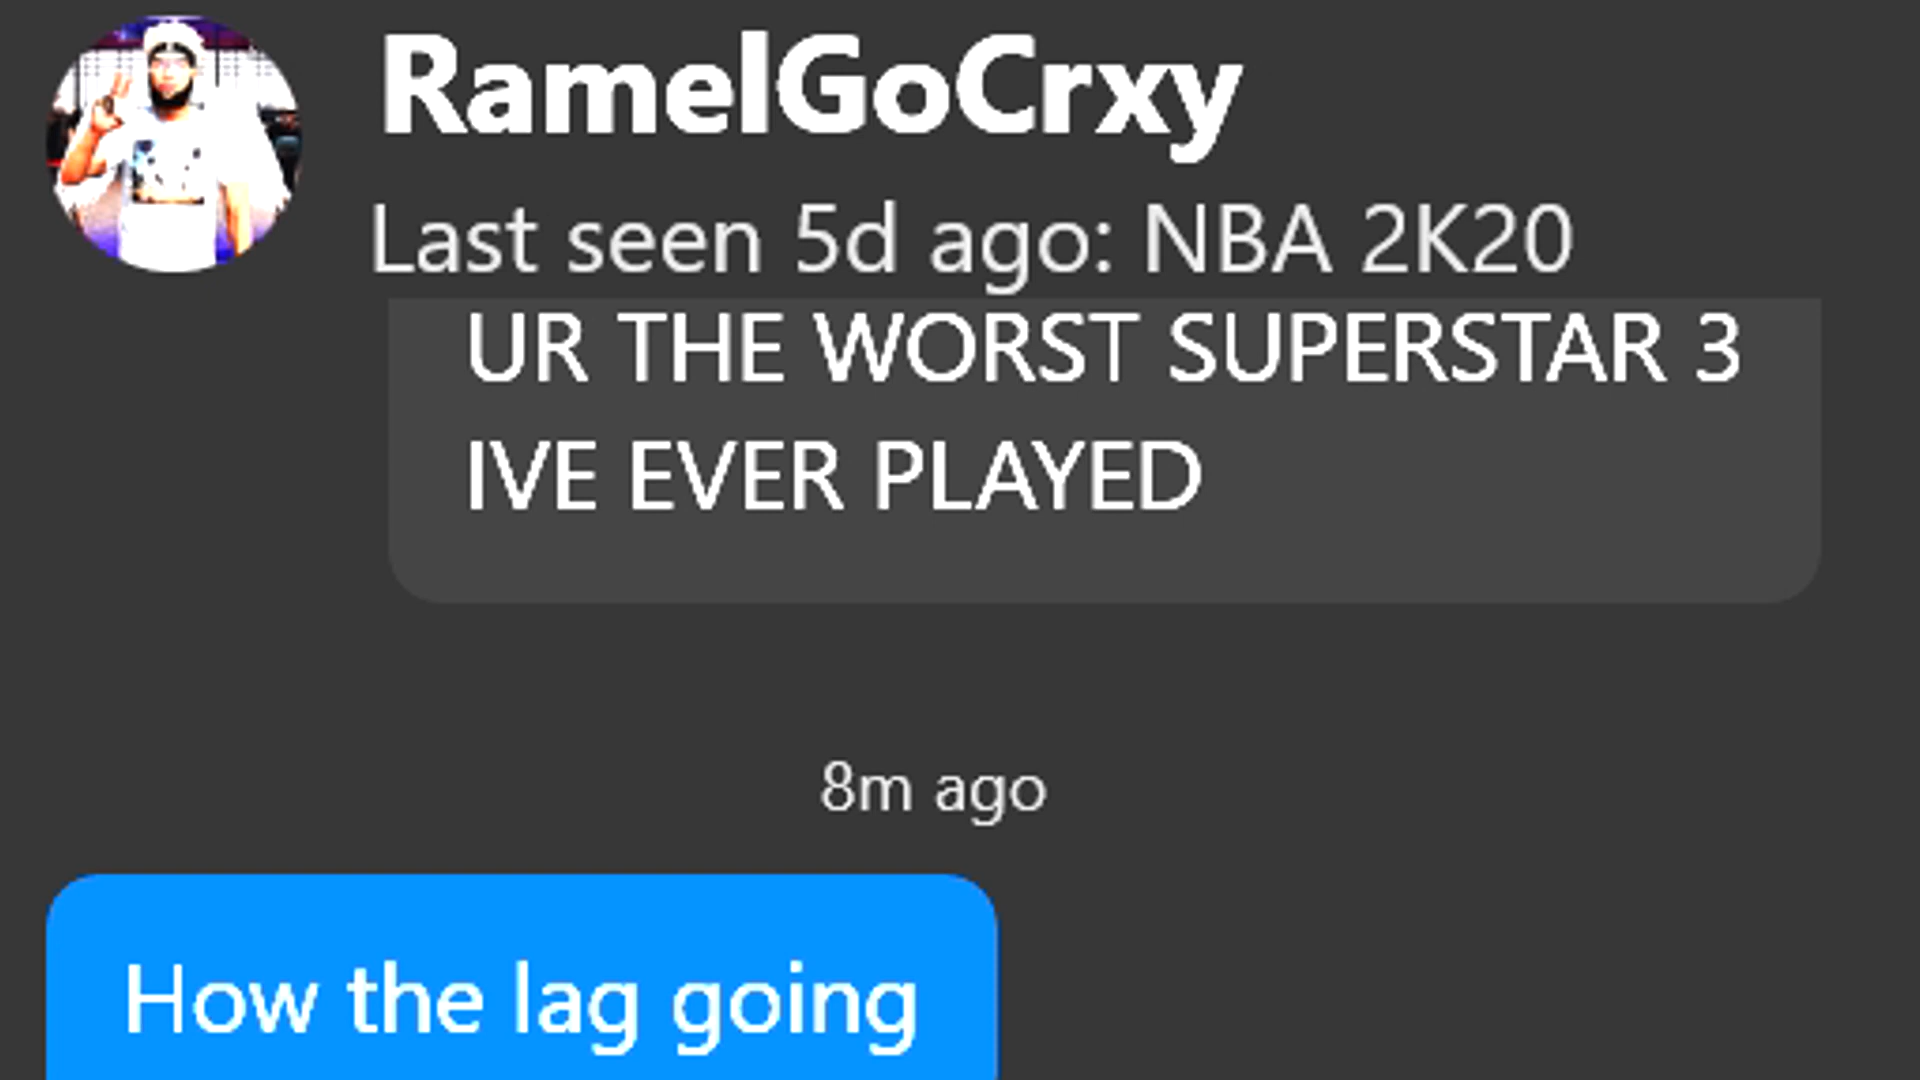 RamelGoCrxy
Last seen 5d ago: NBA 2K20
UR THE WORST SUPERSTAR 3
IVE EVER PLAYED
8m ago
How the lag going